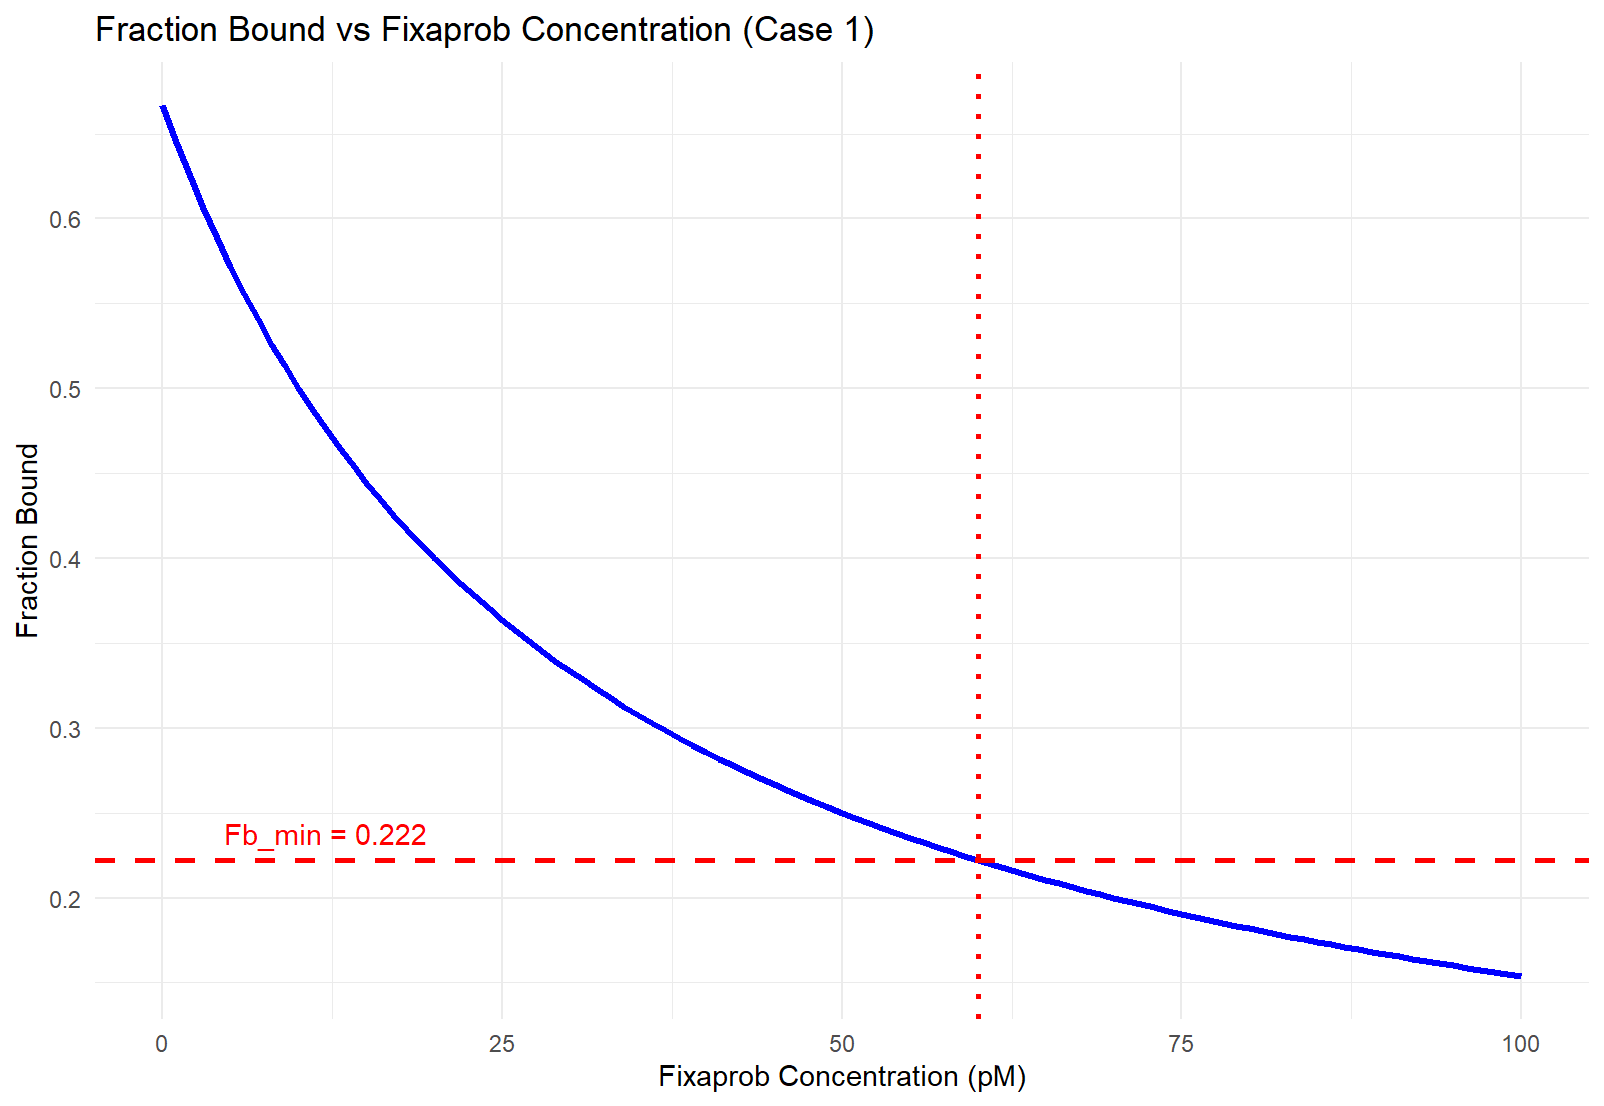 Fraction Bound vs Fixaprob Concentration (Case 1)
Fraction Bound
0.6
0.5
0.4
0.3
0.2
Fb_min = 0.222
0 25 50 75 100
Fixaprob Concentration (pM)